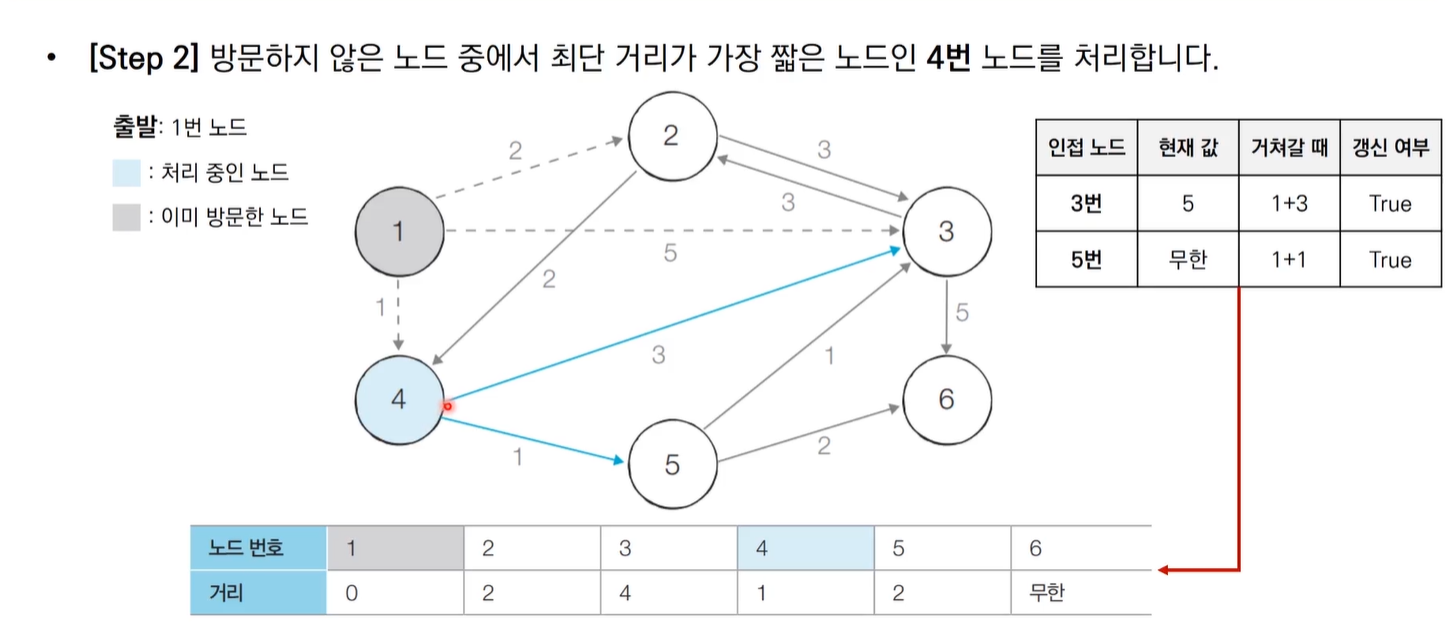 • [Step 2] 방문하지 않은 노드 중에서 최단 거리가 가장 짧은 노드인 4번 노드를 처리합니다.
출발: 1번 노드
: 처리 중인 노드
: 이미 방문한 노드
인접 노드 현재 값 거쳐갈 때 갱신 여부
3번 5 1+3 True
5번 무한 1+1 True
2
2
3
3
1
5
3
2
1
5
3
1
4
6
2
1
5
노드 번호 1 2 3 4 5 6
거리 0 2 4 1 2 무한